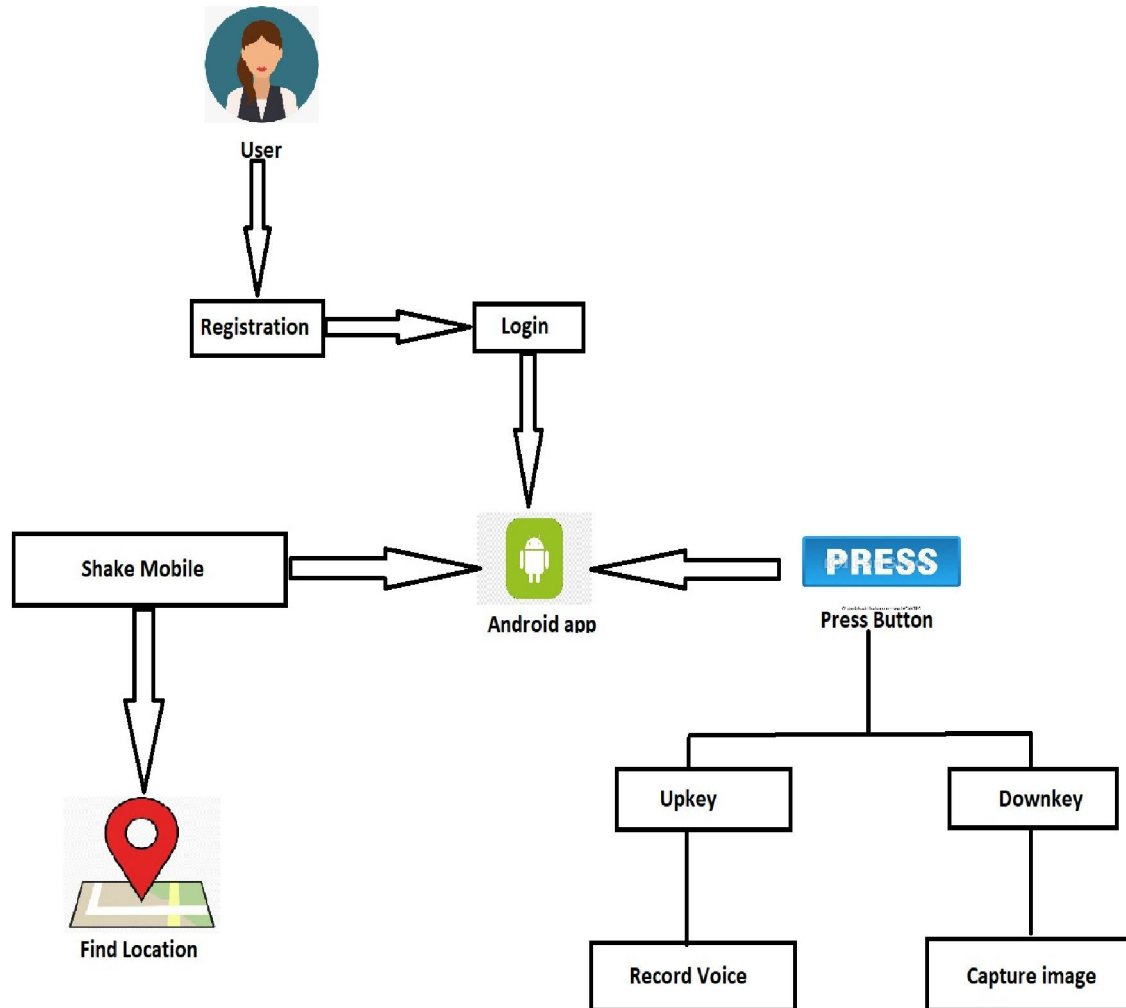 User
Registration
Login
Shake Mobile
Android app
PRESS
Press Button
Upkey
Downkey
Find Location
Record Voice
Capture image